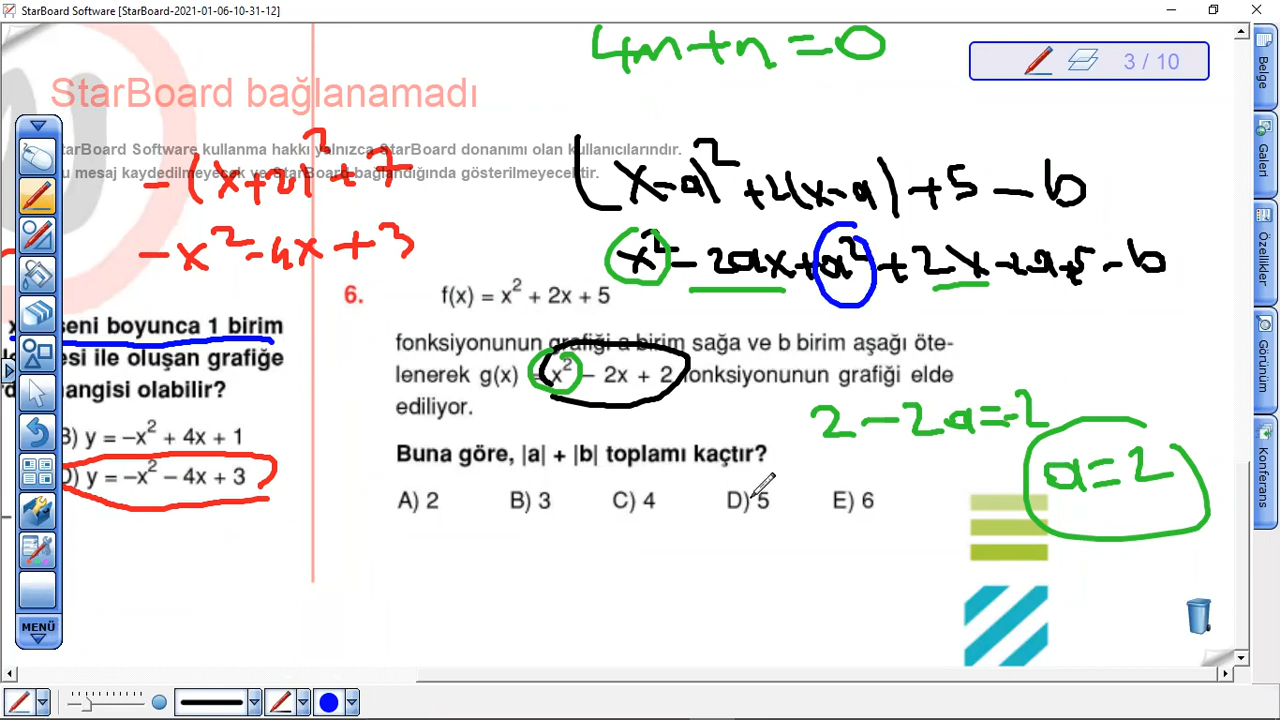 StarBoard Software [StarBoard-2021-01-06-10-31-12]
4m+n=0
3 / 10
StarBoard bağlanamadı
tarBoard Software kullanma hakkı yalnızca StarBoard donanımı olan kullanıcılarındır.
u mesaj kaydedilmeyecek ve StarBoard bağlandığında gösterilmeyecektir.
-(x+2)²+7
-x²-4x+3
(x-a)²+2(x-a)+5-b
x²-2ax+a²+2x-2a+5-b
seni boyunca 1 birim
esi ile oluşan grafiğe
hangisi olabilir?
B) y = –x² + 4x + 1
D) y = –x² – 4x + 3
6. f(x) = x² + 2x + 5
fonksiyonunun grafiği a birim sağa ve b birim aşağı öte-
lenerek g(x) = x² – 2x + 2 fonksiyonunun grafiği elde
ediliyor.
2-2a=-2
a=2
Buna göre, |a| + |b| toplamı kaçtır?
A) 2 B) 3 C) 4 D) 5 E) 6
MENÜ
Belge
Galeri
Özellikler
Görünüm
Konferans